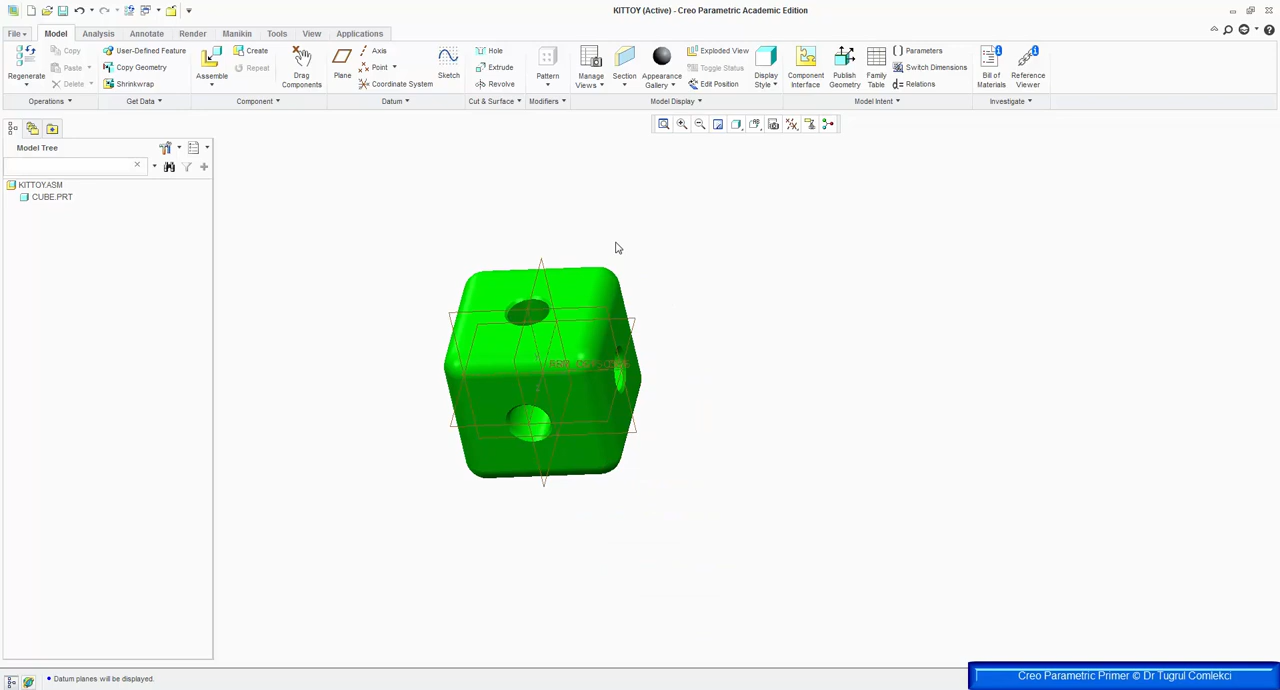 KITTOY (Active) - Creo Parametric Academic Edition
File Model Analysis Annotate Render Manikin Tools View Applications
Regenerate
Copy
Paste
Delete
User-Defined Feature
Copy Geometry
Shrinkwrap
Assemble
Create
Repeat
Drag
Components
Plane
Axis
Point
Coordinate System
Sketch
Hole
Extrude
Revolve
Pattern
Manage
Views
Section
Appearance
Gallery
Exploded View
Toggle Status
Edit Position
Display
Style
Component
Interface
Publish
Geometry
Family
Table
Parameters
Switch Dimensions
d= Relations
Bill of
Materials
Reference
Viewer
Operations Get Data Component Datum Cut & Surface Modifiers Model Display Model Intent Investigate
Model Tree
KITTOY.ASM
CUBE.PRT
Datum planes will be displayed.
Creo Parametric Primer © Dr Tugrul Comlekci